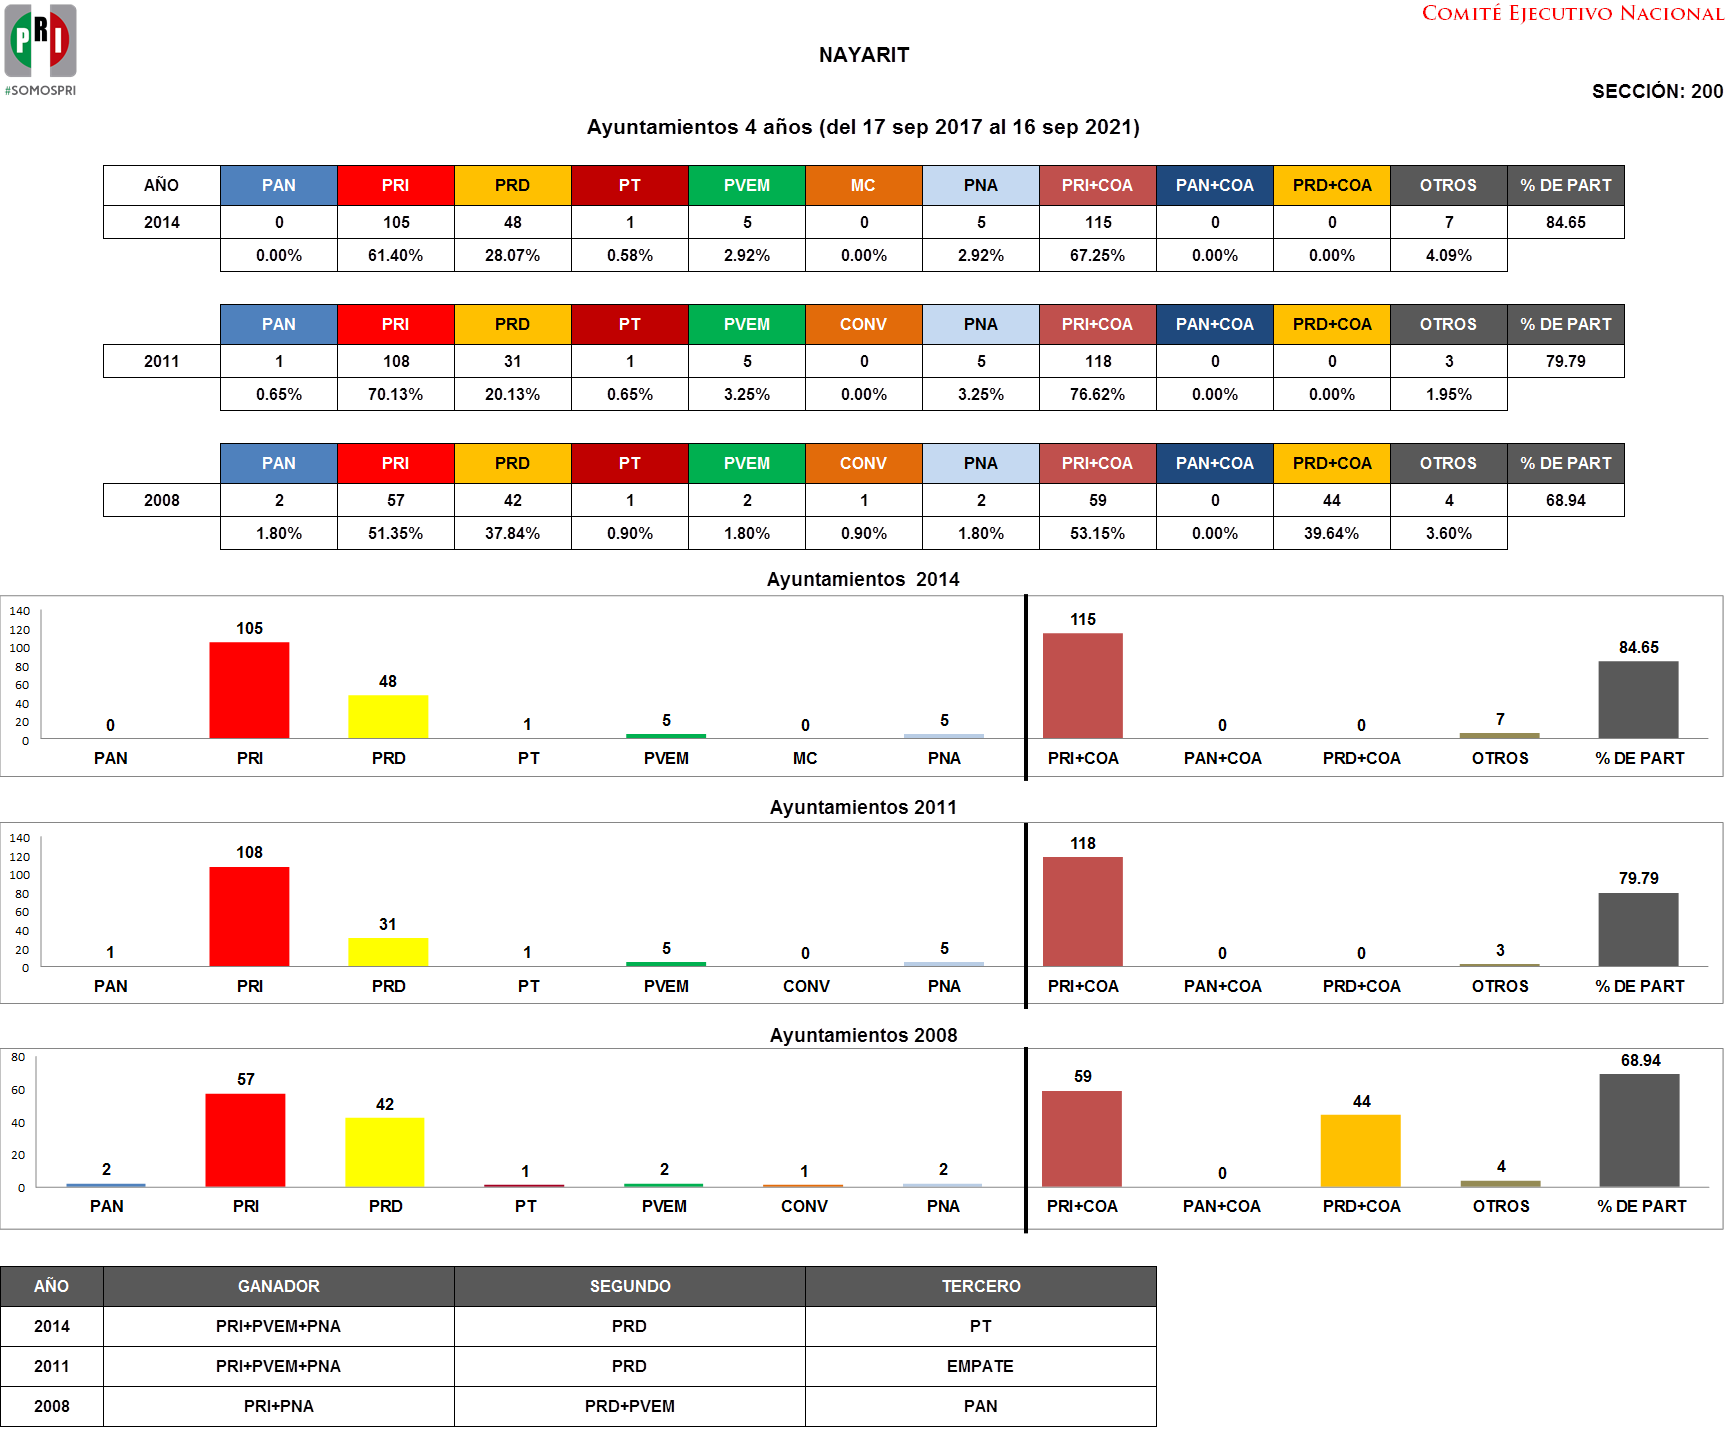 PRI
#SOMOSPRI
COMITÉ EJECUTIVO NACIONAL
NAYARIT
SECCIÓN: 200
Ayuntamientos 4 años (del 17 sep 2017 al 16 sep 2021)
AÑO PAN PRI PRD PT PVEM MC PNA PRI+COA PAN+COA PRD+COA OTROS % DE PART
2014 0 105 48 1 5 0 5 115 0 0 7 84.65
0.00% 61.40% 28.07% 0.58% 2.92% 0.00% 2.92% 67.25% 0.00% 0.00% 4.09%
PAN PRI PRD PT PVEM CONV PNA PRI+COA PAN+COA PRD+COA OTROS % DE PART
2011 1 108 31 1 5 0 5 118 0 0 3 79.79
0.65% 70.13% 20.13% 0.65% 3.25% 0.00% 3.25% 76.62% 0.00% 0.00% 1.95%
PAN PRI PRD PT PVEM CONV PNA PRI+COA PAN+COA PRD+COA OTROS % DE PART
2008 2 57 42 1 2 1 2 59 0 44 4 68.94
1.80% 51.35% 37.84% 0.90% 1.80% 0.90% 1.80% 53.15% 0.00% 39.64% 3.60%
Ayuntamientos 2014
140
120
100
80
60
40
20
0
0 105 48 1 5 0 5 115 0 0 7 84.65
PAN PRI PRD PT PVEM MC PNA PRI+COA PAN+COA PRD+COA OTROS % DE PART
Ayuntamientos 2011
140
120
100
80
60
40
20
0
1 108 31 1 5 0 5 118 0 0 3 79.79
PAN PRI PRD PT PVEM CONV PNA PRI+COA PAN+COA PRD+COA OTROS % DE PART
Ayuntamientos 2008
80
60
40
20
0
2 57 42 1 2 1 2 59 0 44 4 68.94
PAN PRI PRD PT PVEM CONV PNA PRI+COA PAN+COA PRD+COA OTROS % DE PART
AÑO GANADOR SEGUNDO TERCERO
2014 PRI+PVEM+PNA PRD PT
2011 PRI+PVEM+PNA PRD EMPATE
2008 PRI+PNA PRD+PVEM PAN